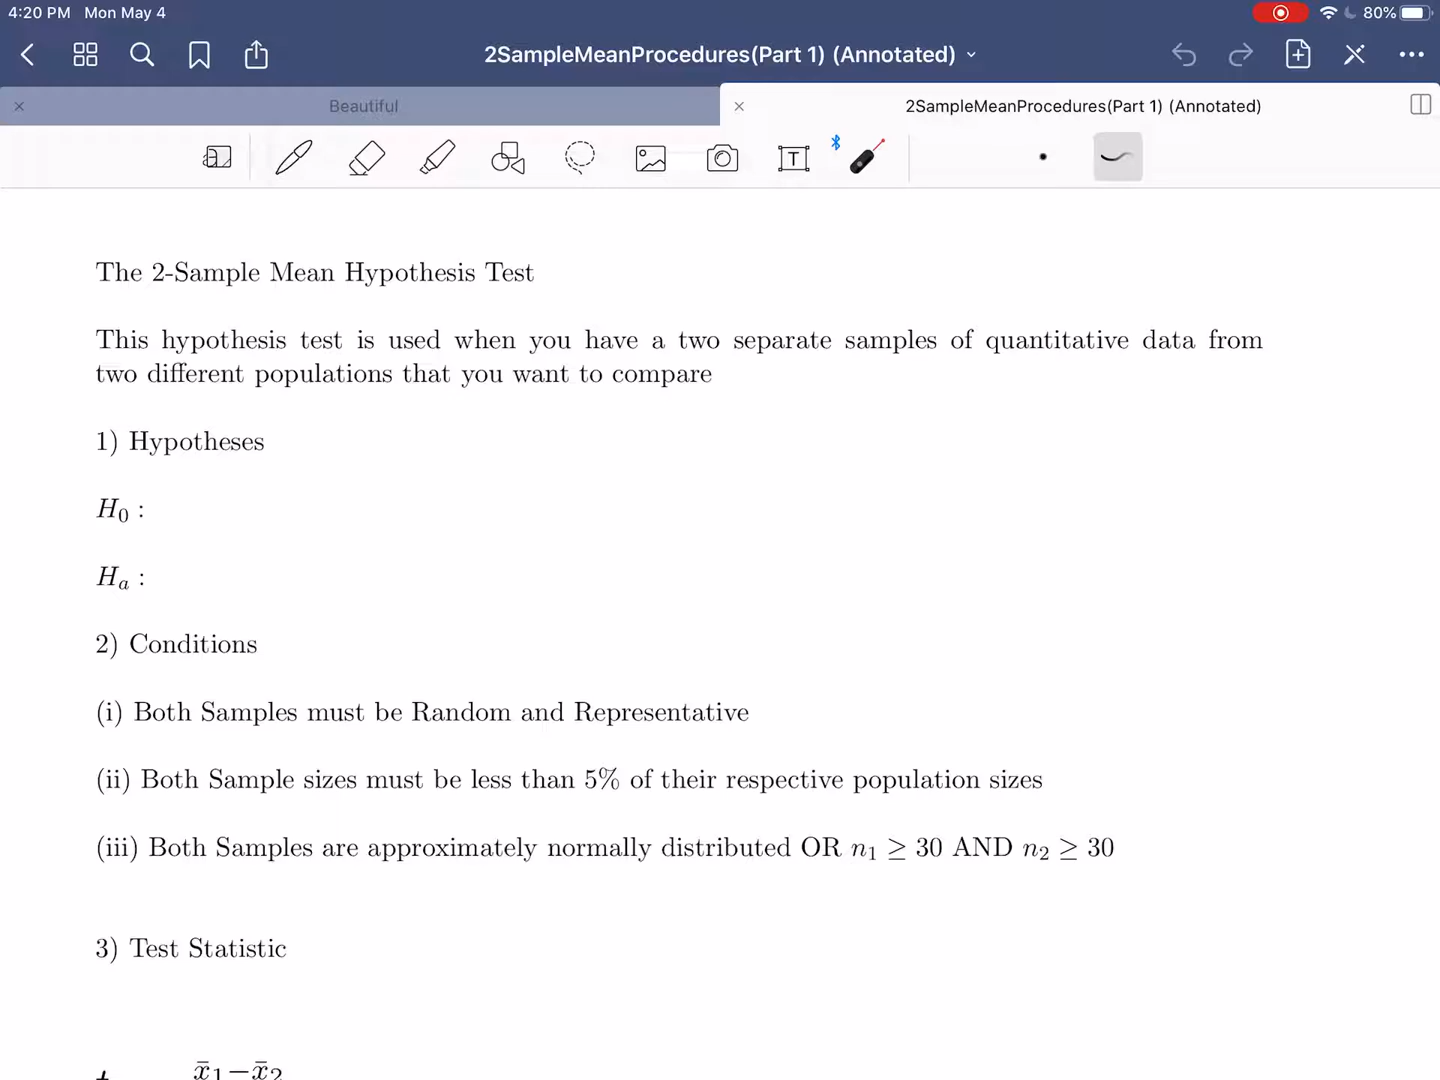 4:20 PM Mon May 4
80%
2SampleMeanProcedures(Part 1) (Annotated)
Beautiful
2SampleMeanProcedures(Part 1) (Annotated)
T
The 2-Sample Mean Hypothesis Test
This hypothesis test is used when you have a two separate samples of quantitative data from
two different populations that you want to compare
1) Hypotheses
H₀ :
Hₐ :
2) Conditions
(i) Both Samples must be Random and Representative
(ii) Both Sample sizes must be less than 5% of their respective population sizes
(iii) Both Samples are approximately normally distributed OR n₁ ≥ 30 AND n₂ ≥ 30
3) Test Statistic
x̄₁−x̄₂